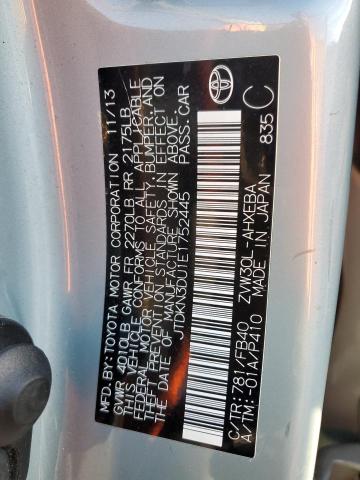 MFD.BY:TOYOTA MOTOR CORPORATION 11/13
GVWR 4010LB GAWR FR 2270LB RR 2175LB
THIS VEHICLE CONFORMS TO ALL APPLICABLE
FEDERAL MOTOR VEHICLE SAFETY, BUMPER, AND
THEFT PREVENTION STANDARDS IN EFFECT ON
THE DATE OF MANUFACTURE SHOWN ABOVE.
JTDKN3DU1E1752445 PASS.CAR
C/TR:781/FB40 ZVW30L-AHXEBA
A/TM:-01A/P410 MADE IN JAPAN 835
C